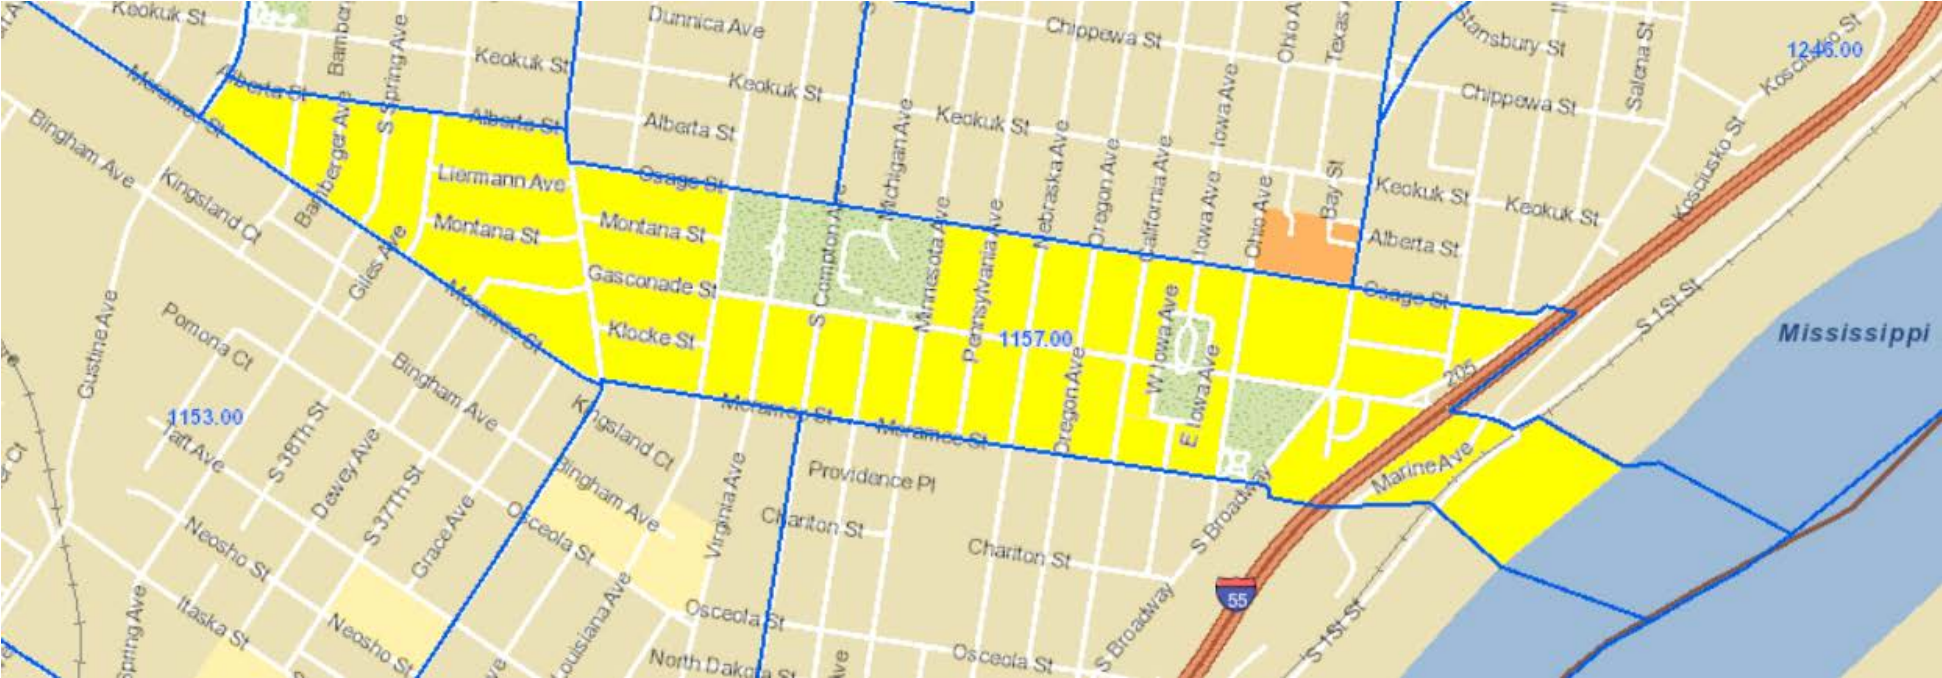 Keokuk St
Bamber
S Spring Ave
Dunnica Ave
Chippewa St
Ohio A
Texas
Stansbury St
Salena St
Kosciusko St
1246.00
Keokuk St
Keokuk St
Iowa Ave
Chippewa St
Meramec St
Alberta St
Bamberger Ave
Alberta St
Alberta St
Michigan Ave
Keokuk St
Kosciusko St
Bingham Ave
Kingsland Ct
Bamberger Ave
Liermann Ave
Osage St
Nebraska Ave
Oregon Ave
California Ave
Iowa Ave
Ohio Ave
Bay St
Keokuk St
Keokuk St
Montana St
Montana St
S Compton Ave
Minnesota Ave
Pennsylvania Ave
Alberta St
Giles Ave
Gasconade St
Osage St
S 1St St
Mississippi
Gustine Ave
Pomona Ct
Meramec St
Klocke St
1157.00
W Iowa Ave
E Iowa Ave
Oregon Ave
205
Bingham Ave
1153.00
Taft Ave
S 38Th St
Dewey Ave
S 37Th St
Grace Ave
Kingsland Ct
Meramec St
Meramec St
Marine Ave
Bingham Ave
Virginia Ave
Providence Pl
Chariton St
Chariton St
S Broadway
Neosho St
Osceola St
55
Itaska St
Spring Ave
Neosho St
Louisiana Ave
Osceola St
Osceola St
North Dakota St
S Broadway
S 1St St